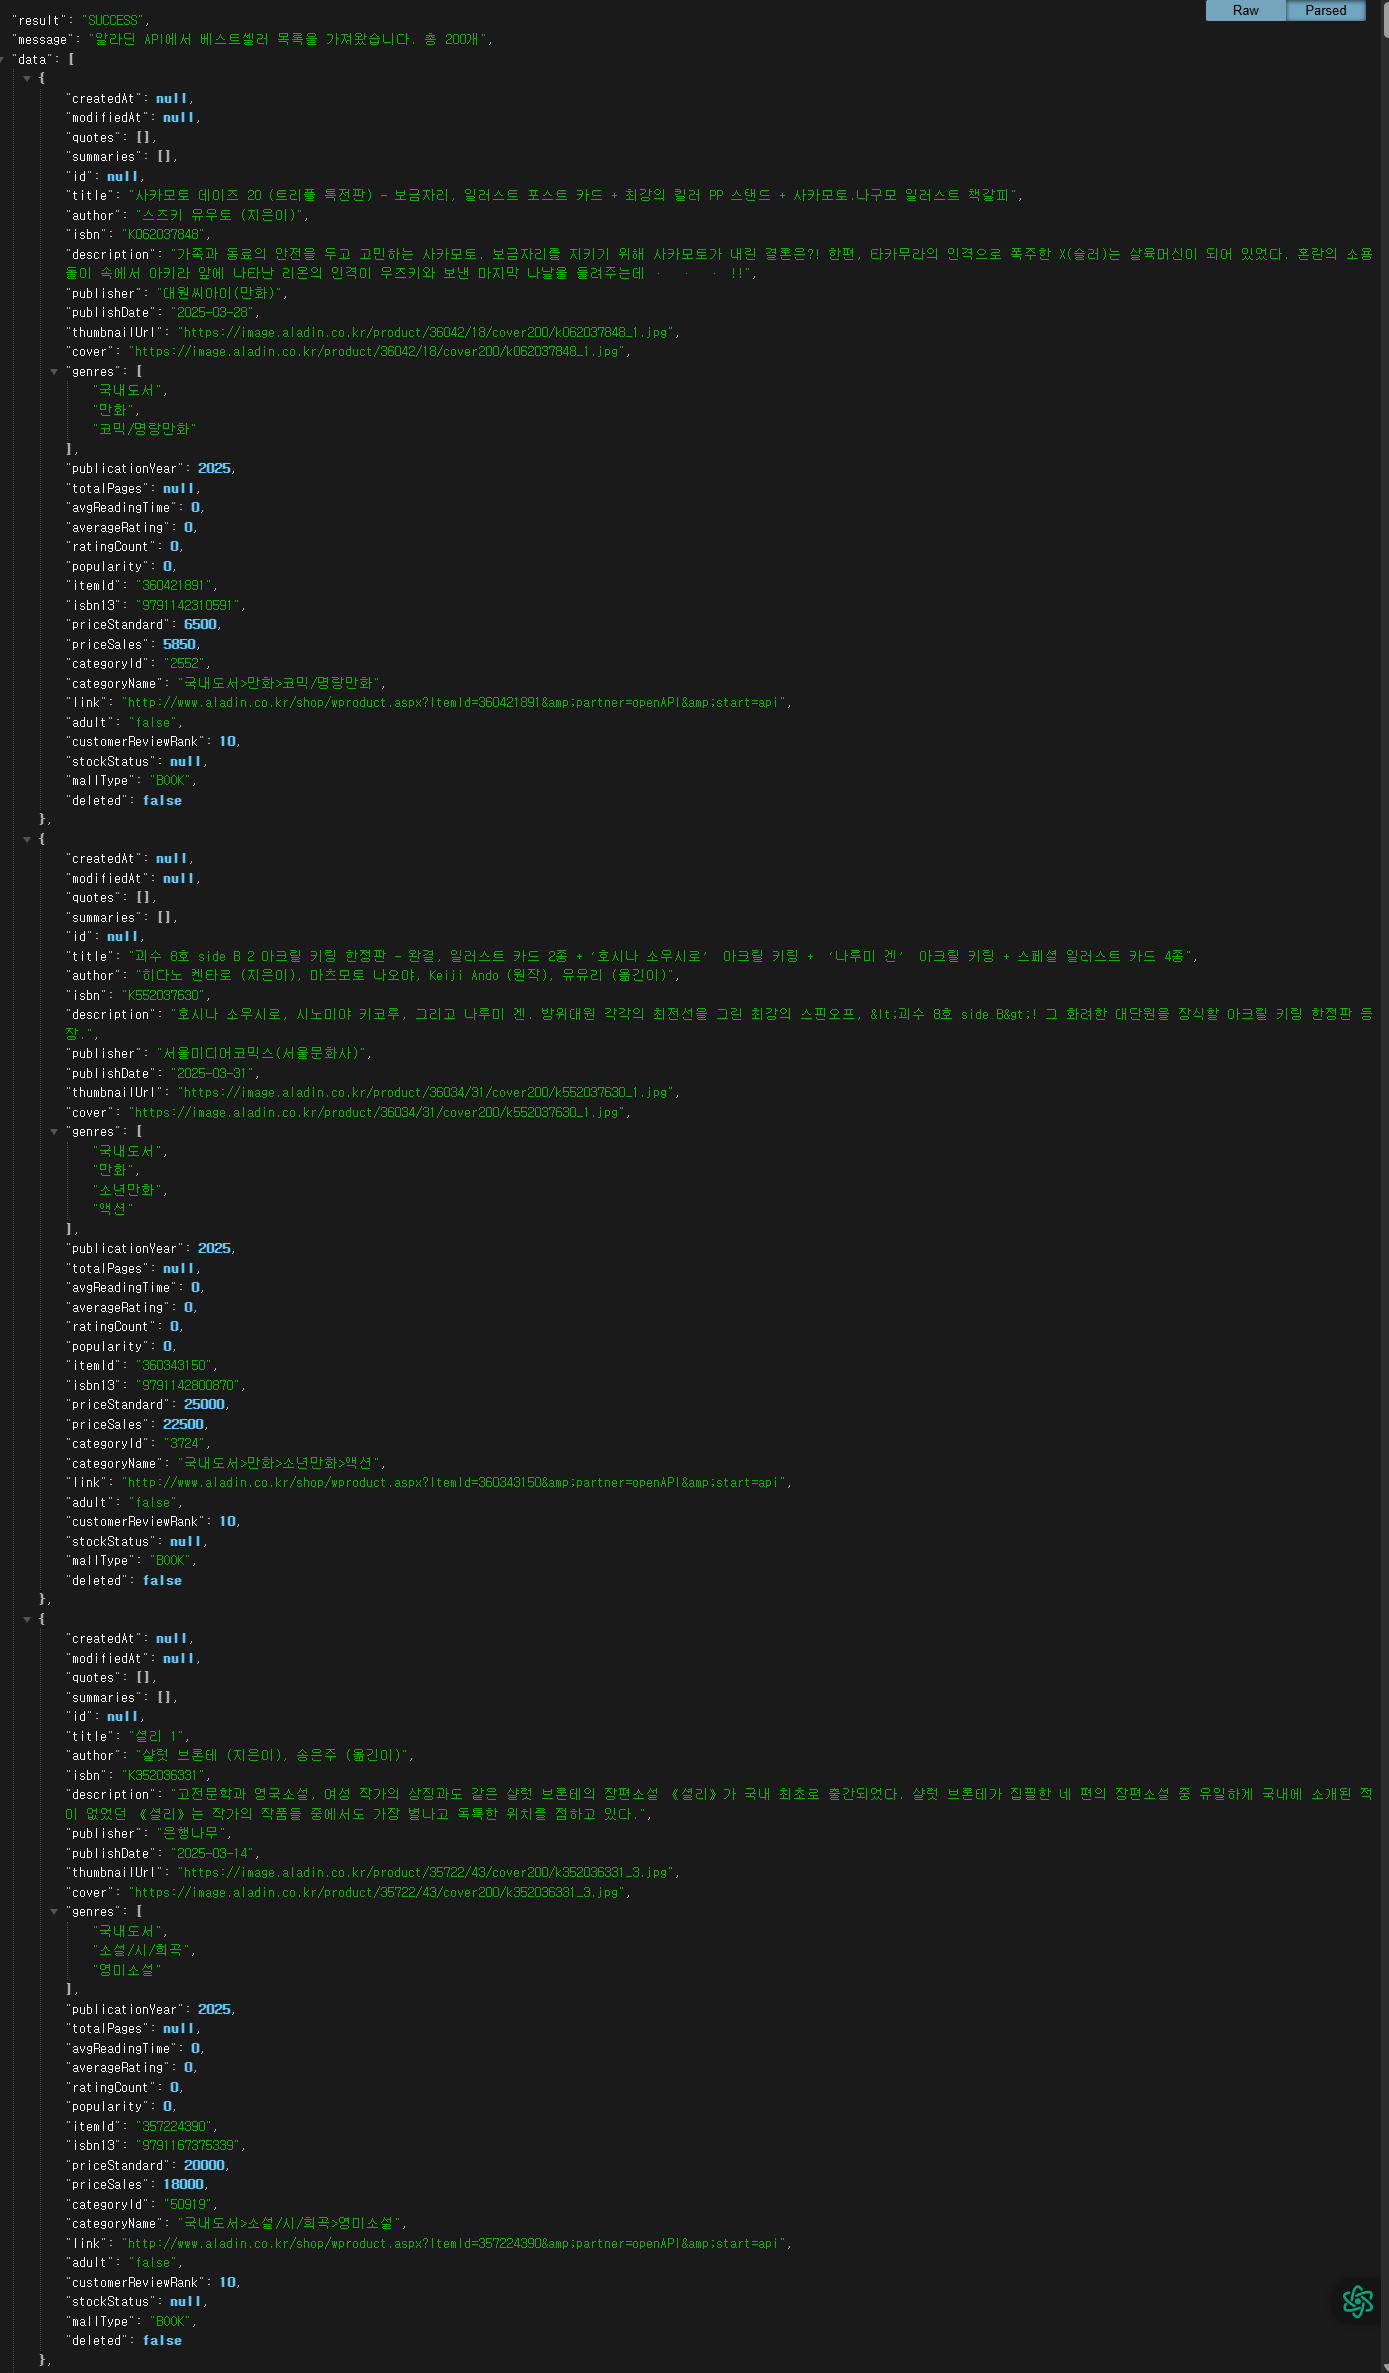 Raw Parsed
"result": "SUCCESS",
"message": "알라딘 API에서 베스트셀러 목록을 가져왔습니다. 총 200개",
"data": [
{
"createdAt": null,
"modifiedAt": null,
"quotes": [],
"summaries": [],
"id": null,
"title": "사카모토 데이즈 20 (트리플 특전판) - 보금자리, 일러스트 포스트 카드 + 최강의 킬러 PP 스탠드 + 사카모토.나구모 일러스트 책갈피",
"author": "스즈키 유우토 (지은이)",
"isbn": "K062037848",
"description": "가족과 동료의 안전을 두고 고민하는 사카모토. 보금자리를 지키기 위해 사카모토가 내린 결론은?! 한편, 타카무라의 인격으로 폭주한 X(슬러)는 살육머신이 되어 있었다. 혼란의 소용
돌이 속에서 아키라 앞에 나타난 리온의 인격이 우즈키와 보낸 마지막 나날을 들려주는데 · · · !!",
"publisher": "대원씨아이(만화)",
"publishDate": "2025-03-28",
"thumbnailUrl": "https://image.aladin.co.kr/product/36042/18/cover200/k062037848_1.jpg",
"cover": "https://image.aladin.co.kr/product/36042/18/cover200/k062037848_1.jpg",
"genres": [
"국내도서",
"만화",
"코믹/명랑만화"
],
"publicationYear": 2025,
"totalPages": null,
"avgReadingTime": 0,
"averageRating": 0,
"ratingCount": 0,
"popularity": 0,
"itemId": "360421891",
"isbn13": "9791142310591",
"priceStandard": 6500,
"priceSales": 5850,
"categoryId": "2552",
"categoryName": "국내도서>만화>코믹/명랑만화",
"link": "http://www.aladin.co.kr/shop/wproduct.aspx?ItemId=360421891&amp;partner=openAPI&amp;start=api",
"adult": "false",
"customerReviewRank": 10,
"stockStatus": null,
"mallType": "BOOK",
"deleted": false
},
{
"createdAt": null,
"modifiedAt": null,
"quotes": [],
"summaries": [],
"id": null,
"title": "괴수 8호 side B 2 아크릴 키링 한정판 - 완결, 일러스트 카드 2종 + ‘호시나 소우시로’ 아크릴 키링 + ‘나루미 겐’ 아크릴 키링 + 스페셜 일러스트 카드 4종",
"author": "히다노 켄타로 (지은이), 마츠모토 나오야, Keiji Ando (원작), 유유리 (옮긴이)",
"isbn": "K552037630",
"description": "호시나 소우시로, 시노미야 키코루, 그리고 나루미 겐. 방위대원 각각의 최전선을 그린 최강의 스핀오프, &lt;괴수 8호 side B&gt;! 그 화려한 대단원을 장식할 아크릴 키링 한정판 등
장.",
"publisher": "서울미디어코믹스(서울문화사)",
"publishDate": "2025-03-31",
"thumbnailUrl": "https://image.aladin.co.kr/product/36034/31/cover200/k552037630_1.jpg",
"cover": "https://image.aladin.co.kr/product/36034/31/cover200/k552037630_1.jpg",
"genres": [
"국내도서",
"만화",
"소년만화",
"액션"
],
"publicationYear": 2025,
"totalPages": null,
"avgReadingTime": 0,
"averageRating": 0,
"ratingCount": 0,
"popularity": 0,
"itemId": "360343150",
"isbn13": "9791142800870",
"priceStandard": 25000,
"priceSales": 22500,
"categoryId": "3724",
"categoryName": "국내도서>만화>소년만화>액션",
"link": "http://www.aladin.co.kr/shop/wproduct.aspx?ItemId=360343150&amp;partner=openAPI&amp;start=api",
"adult": "false",
"customerReviewRank": 10,
"stockStatus": null,
"mallType": "BOOK",
"deleted": false
},
{
"createdAt": null,
"modifiedAt": null,
"quotes": [],
"summaries": [],
"id": null,
"title": "셜리 1",
"author": "샬럿 브론테 (지은이), 송은주 (옮긴이)",
"isbn": "K352036331",
"description": "고전문학과 영국소설, 여성 작가의 상징과도 같은 샬럿 브론테의 장편소설 《셜리》가 국내 최초로 출간되었다. 샬럿 브론테가 집필한 네 편의 장편소설 중 유일하게 국내에 소개된 적
이 없었던 《셜리》는 작가의 작품들 중에서도 가장 별나고 독특한 위치를 점하고 있다.",
"publisher": "은행나무",
"publishDate": "2025-03-14",
"thumbnailUrl": "https://image.aladin.co.kr/product/35722/43/cover200/k352036331_3.jpg",
"cover": "https://image.aladin.co.kr/product/35722/43/cover200/k352036331_3.jpg",
"genres": [
"국내도서",
"소설/시/희곡",
"영미소설"
],
"publicationYear": 2025,
"totalPages": null,
"avgReadingTime": 0,
"averageRating": 0,
"ratingCount": 0,
"popularity": 0,
"itemId": "357224390",
"isbn13": "9791167375339",
"priceStandard": 20000,
"priceSales": 18000,
"categoryId": "50919",
"categoryName": "국내도서>소설/시/희곡>영미소설",
"link": "http://www.aladin.co.kr/shop/wproduct.aspx?ItemId=357224390&amp;partner=openAPI&amp;start=api",
"adult": "false",
"customerReviewRank": 10,
"stockStatus": null,
"mallType": "BOOK",
"deleted": false
},